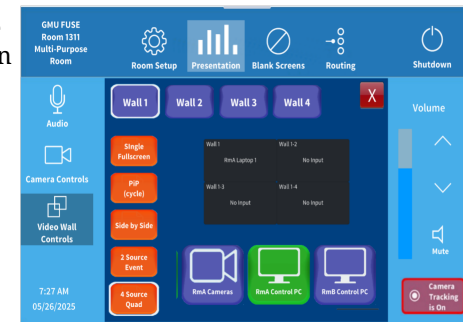 n
GMU FUSE
Room 1311
Multi-Purpose
Room
Room Setup
Presentation
Blank Screens
Routing
Shutdown
Audio
Camera Controls
Video Wall
Controls
7:27 AM
05/26/2025
Wall 1
Wall 2
Wall 3
Wall 4
X
Single
Fullscreen
PiP
(cycle)
Side by Side
2 Source
Event
4 Source
Quad
Wall 1
RmA Laptop 1
Wall 1-2
No Input
Wall 1-3
No Input
Wall 1-4
No Input
RmA Cameras
RmA Control PC
RmB Control PC
Volume
Mute
Camera
Tracking
is On